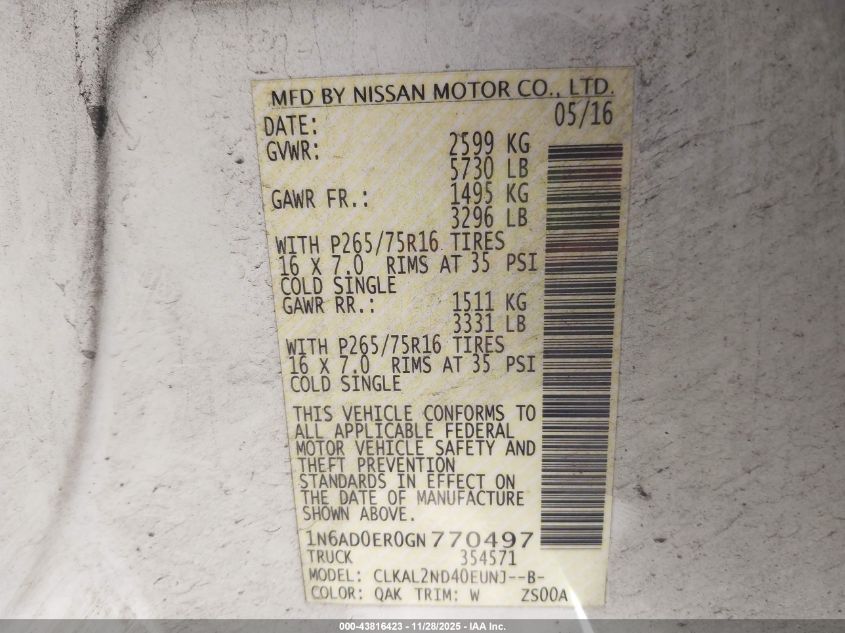 MFD BY NISSAN MOTOR CO., LTD.
DATE: 05/16
GVWR: 2599 KG
5730 LB
GAWR FR.: 1495 KG
3296 LB
WITH P265/75R16 TIRES
16 X 7.0 RIMS AT 35 PSI
COLD SINGLE
GAWR RR.: 1511 KG
3331 LB
WITH P265/75R16 TIRES
16 X 7.0 RIMS AT 35 PSI
COLD SINGLE
THIS VEHICLE CONFORMS TO
ALL APPLICABLE FEDERAL
MOTOR VEHICLE SAFETY AND
THEFT PREVENTION
STANDARDS IN EFFECT ON
THE DATE OF MANUFACTURE
SHOWN ABOVE.
1N6AD0ER0GN770497
TRUCK 354571
MODEL: CLKAL2ND40EUNJ--B-
COLOR: QAK TRIM: W ZS00A
000-43816423 - 11/28/2025 - IAA Inc.